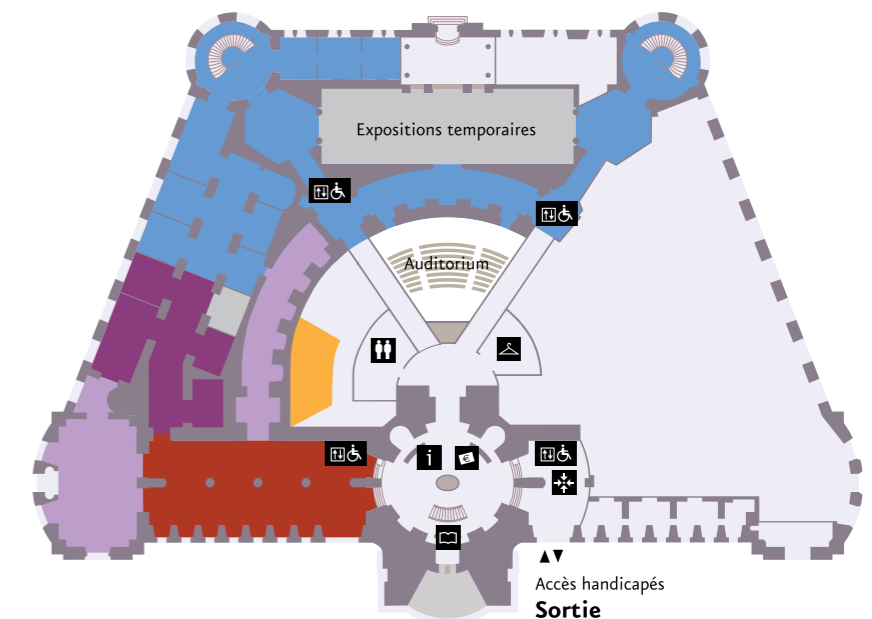 Expositions temporaires
Auditorium
i
€
Accès handicapés
Sortie